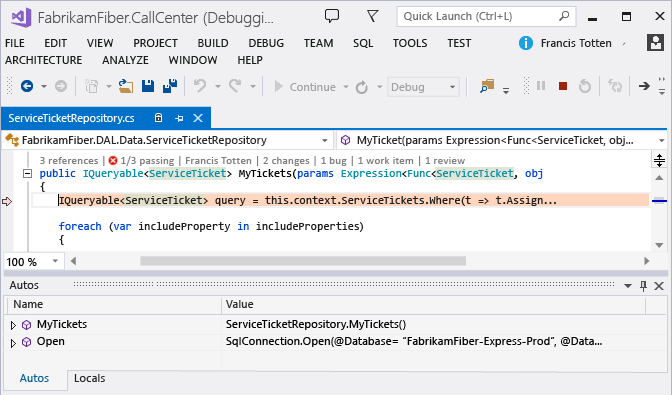 FabrikamFiber.CallCenter (Debuggi...
Quick Launch (Ctrl+L)
FILE EDIT VIEW PROJECT BUILD DEBUG TEAM SQL TOOLS TEST
Francis Totten
ARCHITECTURE ANALYZE WINDOW HELP
Continue
Debug
ServiceTicketRepository.cs
FabrikamFiber.DAL.Data.ServiceTicketRepository
MyTicket(params Expression<Func<ServiceTicket, obj...
3 references | 1/3 passing | Francis Totten | 2 changes | 1 bug | 1 work item | 1 review
public IQueryable<ServiceTicket> MyTickets(params Expression<Func<ServiceTicket, obj
{
IQueryable<ServiceTicket> query = this.context.ServiceTickets.Where(t => t.Assign...
foreach (var includeProperty in includeProperties)
{
100 %
Autos
Name Value
MyTickets ServiceTicketRepository.MyTickets()
Open SqlConnection.Open(@Database= “FabrikamFiber-Express-Prod”, @Data...
Autos Locals